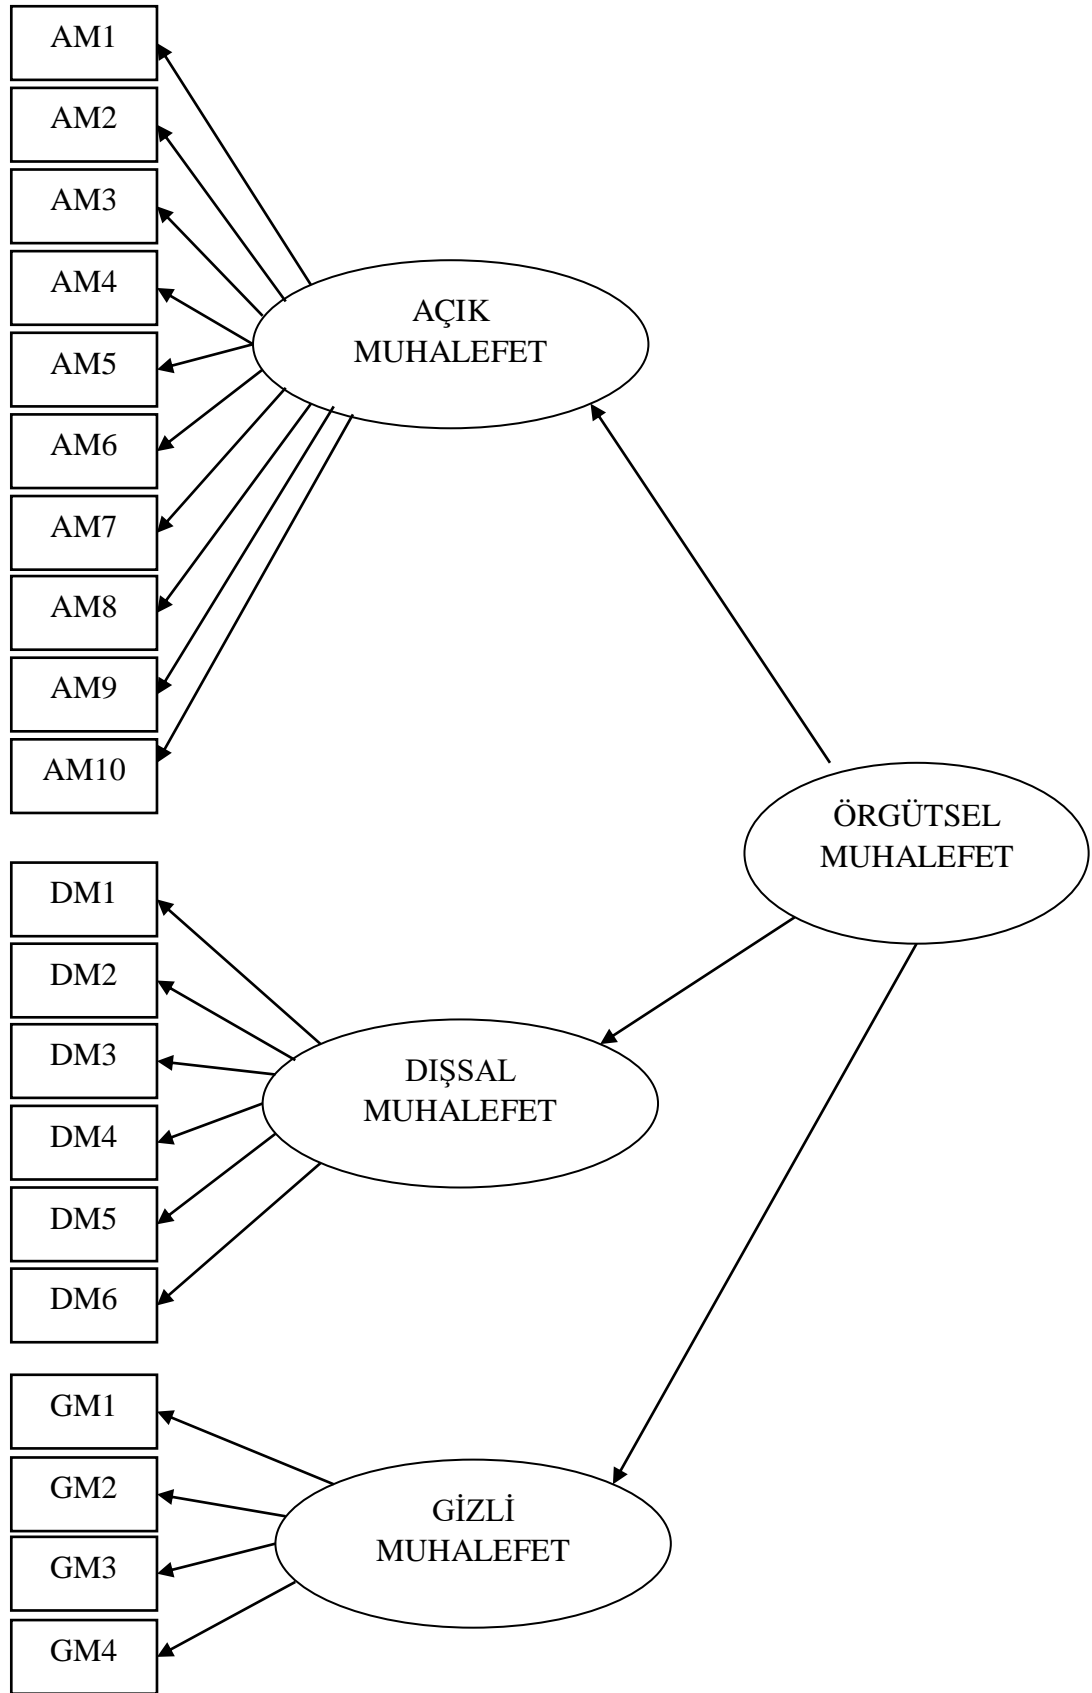 AM1
AM2
AM3
AM4
AM5
AM6
AM7
AM8
AM9
AM10
AÇIK
MUHALEFET
ÖRGÜTSEL
MUHALEFET
DM1
DM2
DM3
DM4
DM5
DM6
DIŞSAL
MUHALEFET
GM1
GM2
GM3
GM4
GİZLİ
MUHALEFET